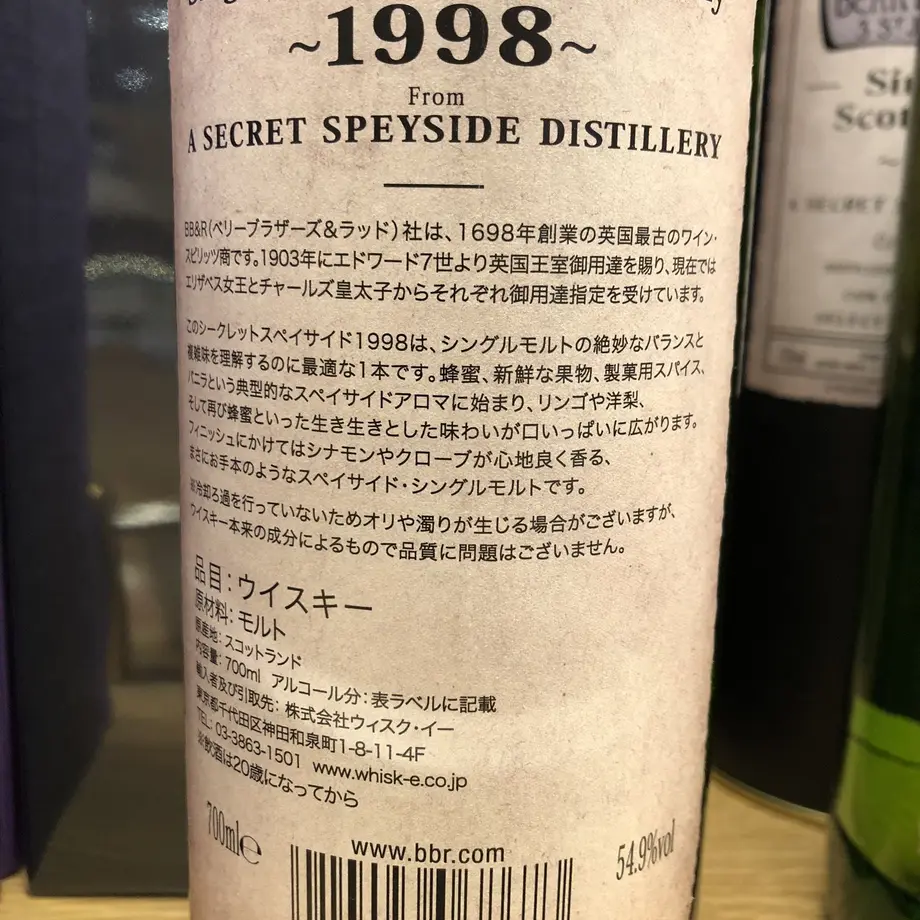 ~1998~
From
A SECRET SPEYSIDE DISTILLERY
BB&R(ベリーブラザーズ&ラッド)社は、1698年創業の英国最古のワイン・
スピリッツ商です。1903年にエドワード7世より英国王室御用達を賜り、現在では
エリザベス女王とチャールズ皇太子からそれぞれ御用達指定を受けています。
このシークレットスペイサイド1998は、シングルモルトの絶妙なバランスと
複雑味を理解するのに最適な1本です。蜂蜜、新鮮な果物、製菓用スパイス、
バニラという典型的なスペイサイドアロマに始まり、リンゴや洋梨、
そして再び蜂蜜といった生き生きとした味わいが口いっぱいに広がります。
フィニッシュにかけてはシナモンやクローブが心地良く香る、
まさにお手本のようなスペイサイド・シングルモルトです。
※冷却ろ過を行っていないためオリや濁りが生じる場合がございますが、
ウイスキー本来の成分によるもので品質に問題はございません。
品目：ウイスキー
原材料：モルト
原産地：スコットランド
内容量：700ml アルコール分：表ラベルに記載
輸入者及び引取先：株式会社ウィスク・イー
東京都千代田区神田和泉町1-8-11-4F
TEL: 03-3863-1501 www.whisk-e.co.jp
※飲酒は20歳になってから
700ml℮
www.bbr.com
54.9%vol